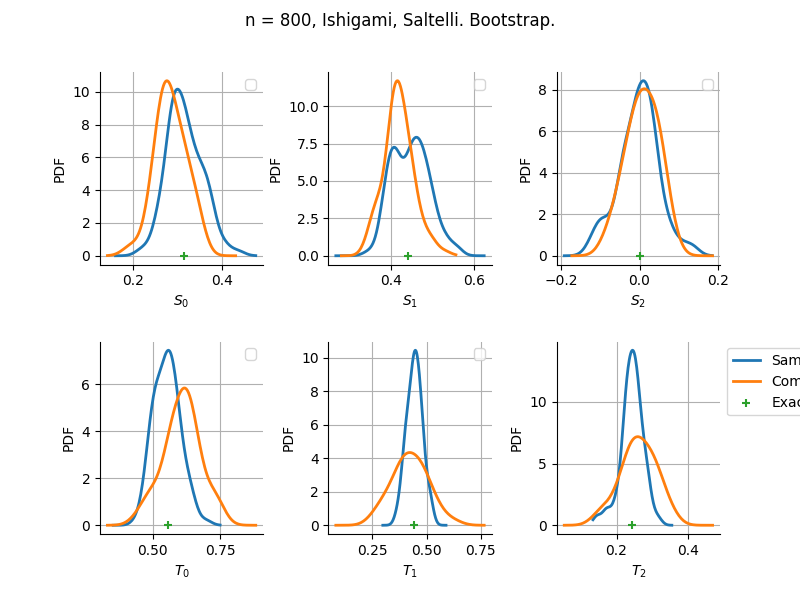 n = 800, Ishigami, Saltelli. Bootstrap.
PDF
10
8
6
4
2
0
0.2
0.4
S₀
PDF
10.0
7.5
5.0
2.5
0.0
0.4
0.6
S₁
PDF
8
6
4
2
0
−0.2
0.0
0.2
S₂
PDF
6
4
2
0
0.50
0.75
T₀
PDF
10
8
6
4
2
0
0.25
0.50
0.75
T₁
PDF
10
5
0
0.2
0.4
T₂
Sam
Com
Exac